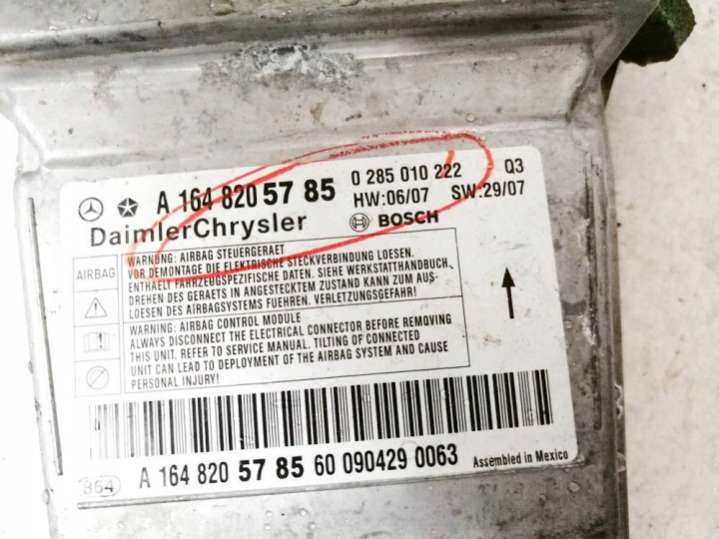 A 164 820 57 85 0 285 010 222 Q3
HW:06/07 SW:29/07
DaimlerChrysler BOSCH
AIRBAG
WARNUNG: AIRBAG STEUERGERAET
VOR DEMONTAGE DIE ELEKTRISCHE STECKVERBINDUNG LOESEN.
ENTHAELT FAHRZEUGSPEZIFISCHE DATEN. SIEHE WERKSTATTHANDBUCH.
DREHEN DES GERAETS IN ANGESTECKTEM ZUSTAND KANN ZUM AUS-
LOESEN DES AIRBAGSYSTEMS FUEHREN. VERLETZUNGSGEFAHR!
WARNING: AIRBAG CONTROL MODULE
ALWAYS DISCONNECT THE ELECTRICAL CONNECTOR BEFORE REMOVING
THIS UNIT. REFER TO SERVICE MANUAL. TILTING OF CONNECTED
UNIT CAN LEAD TO DEPLOYMENT OF THE AIRBAG SYSTEM AND CAUSE
PERSONAL INJURY!
364 A 164 820 57 85 60 090429 0063 Assembled in Mexico